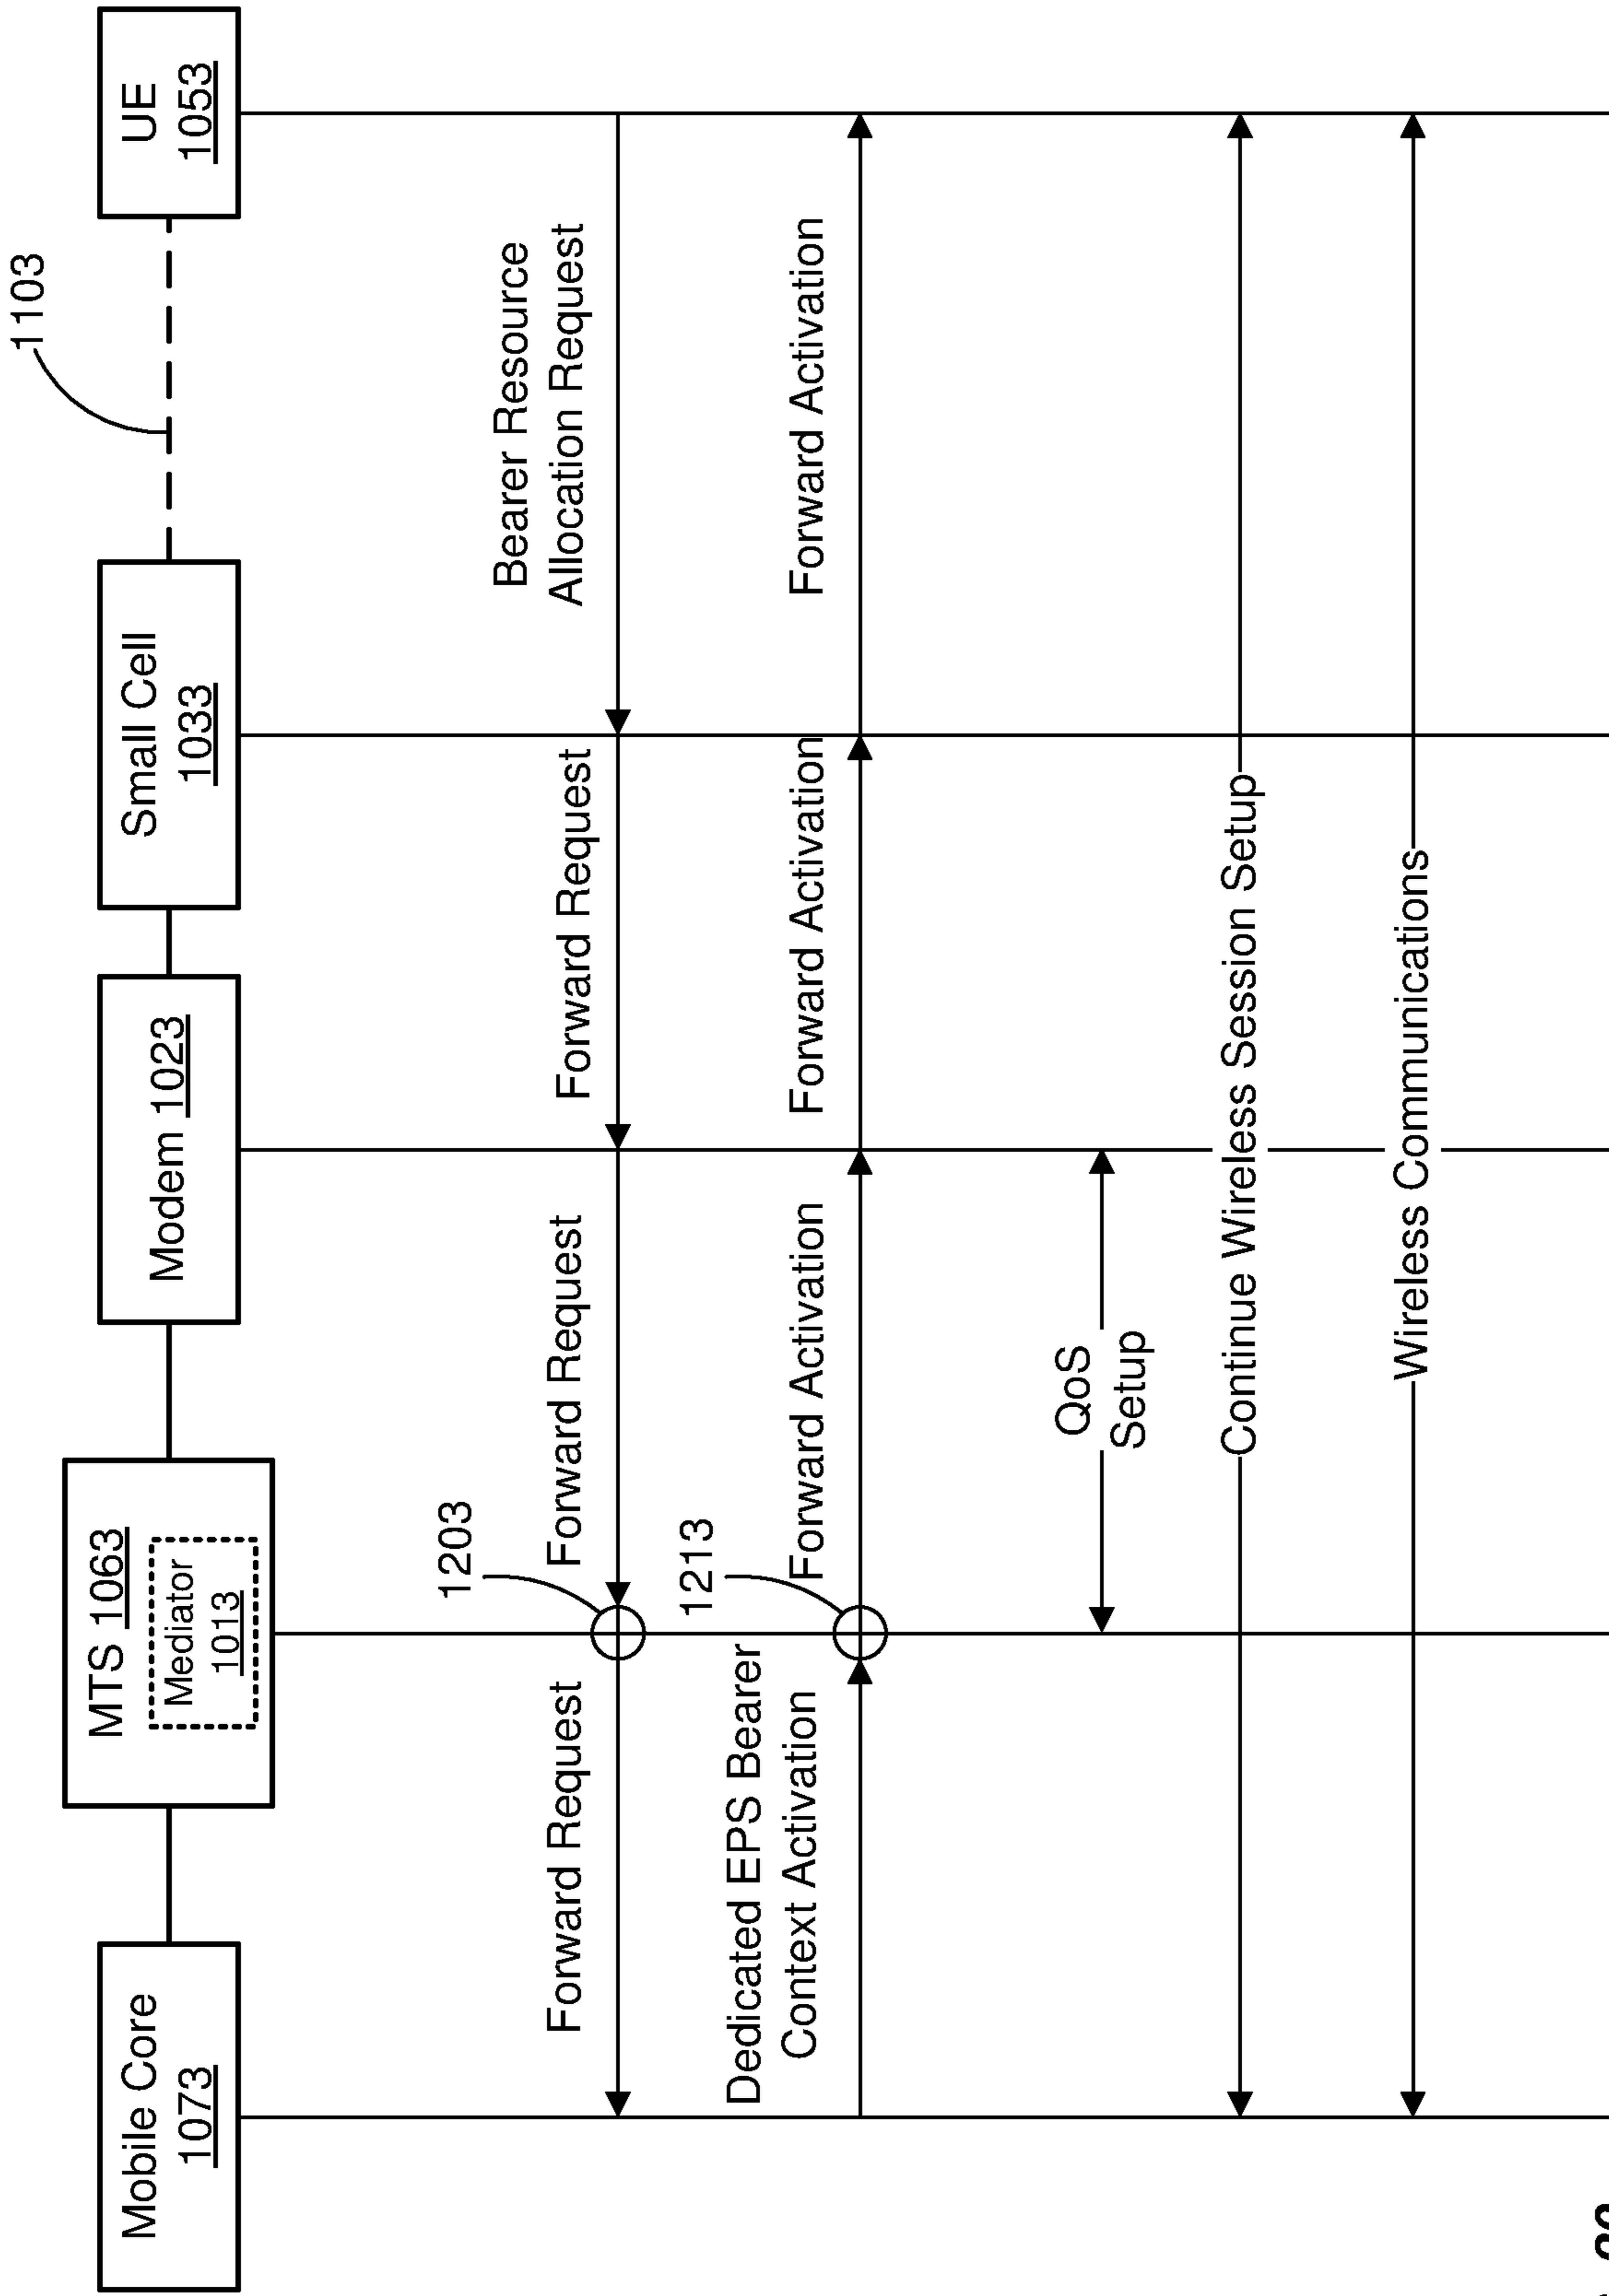 Mobile Core
1073
MTS 1063
Mediator
1013
Modem 1023
Small Cell
1033
UE
1053
1103
Bearer Resource
Allocation Request
Forward Request
Forward Request
Forward Request
1203
Dedicated EPS Bearer
Context Activation
1213
Forward Activation
Forward Activation
Forward Activation
QoS
Setup
Continue Wireless Session Setup
Wireless Communications